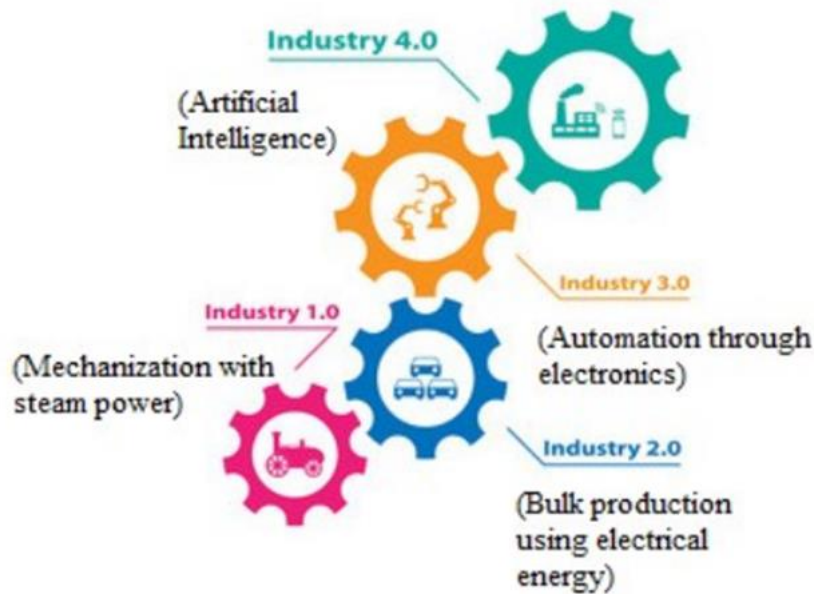 Industry 4.0
(Artificial
Intelligence)
Industry 3.0
(Automation through
electronics)
Industry 1.0
(Mechanization with
steam power)
Industry 2.0
(Bulk production
using electrical
energy)